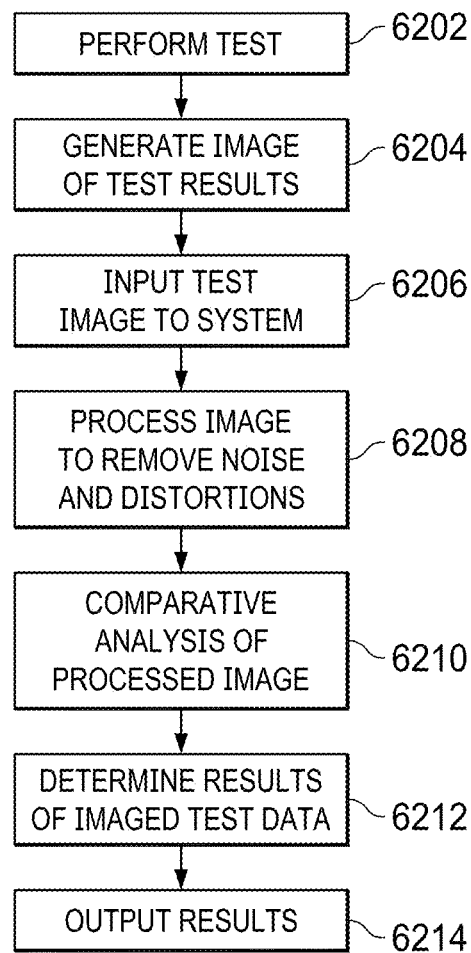 PERFORM TEST
6202
GENERATE IMAGE
OF TEST RESULTS
6204
INPUT TEST
IMAGE TO SYSTEM
6206
PROCESS IMAGE
TO REMOVE NOISE
AND DISTORTIONS
6208
COMPARATIVE
ANALYSIS OF
PROCESSED IMAGE
6210
DETERMINE RESULTS
OF IMAGED TEST DATA
6212
OUTPUT RESULTS
6214